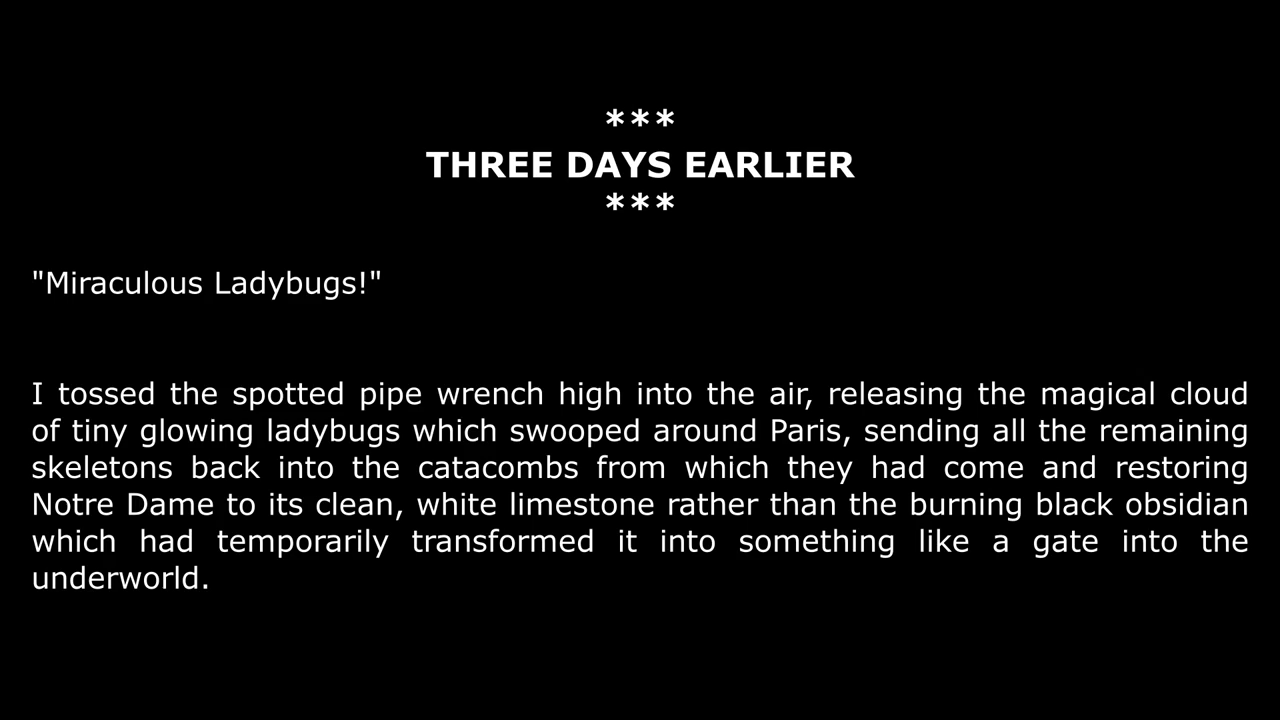 ***
THREE DAYS EARLIER
***
"Miraculous Ladybugs!"
I tossed the spotted pipe wrench high into the air, releasing the magical cloud
of tiny glowing ladybugs which swooped around Paris, sending all the remaining
skeletons back into the catacombs from which they had come and restoring
Notre Dame to its clean, white limestone rather than the burning black obsidian
which had temporarily transformed it into something like a gate into the
underworld.